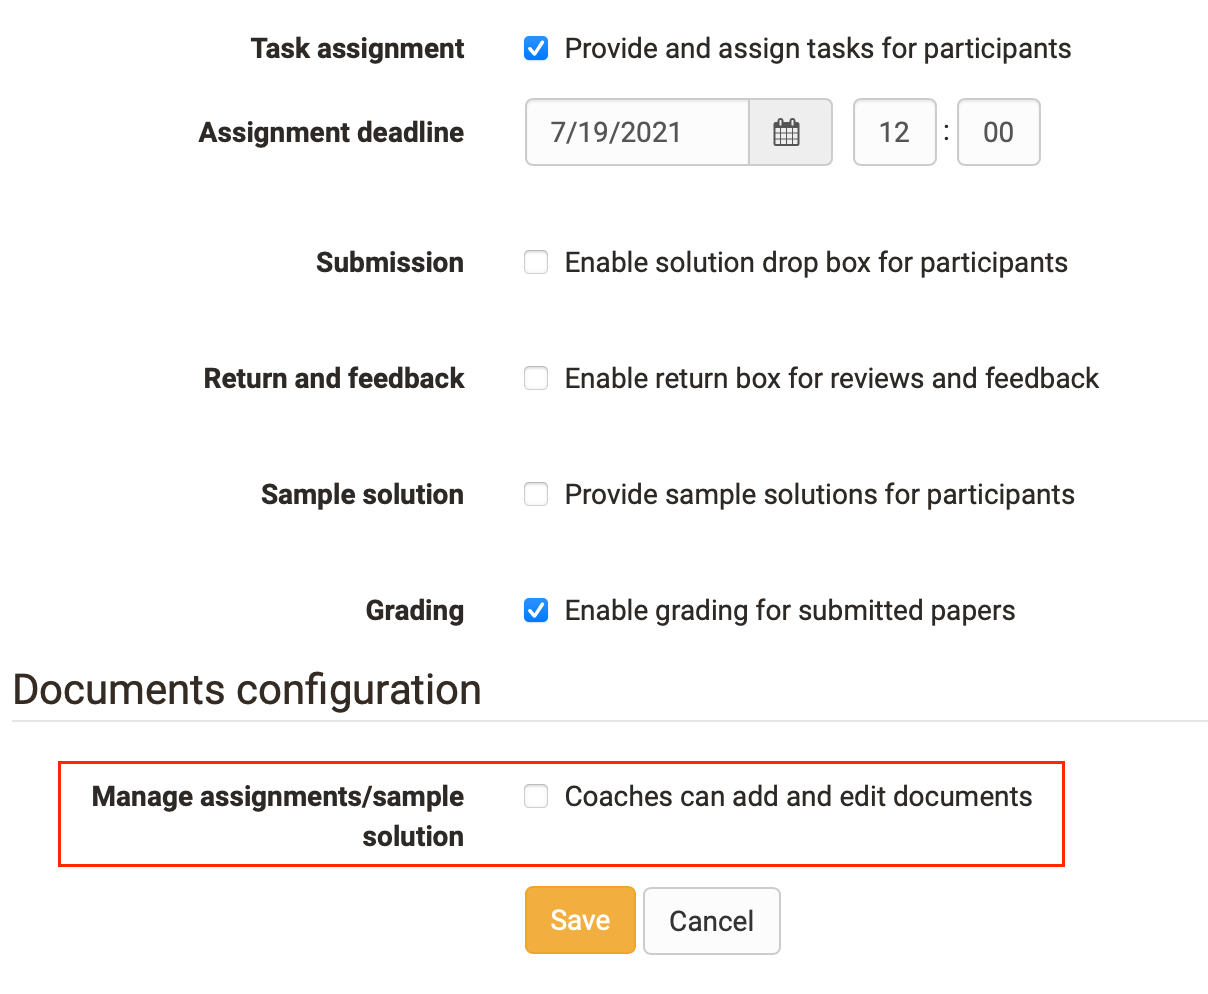 Task assignment Provide and assign tasks for participants
Assignment deadline 7/19/2021 12 : 00
Submission Enable solution drop box for participants
Return and feedback Enable return box for reviews and feedback
Sample solution Provide sample solutions for participants
Grading Enable grading for submitted papers
Documents configuration
Manage assignments/sample Coaches can add and edit documents
solution
Save Cancel